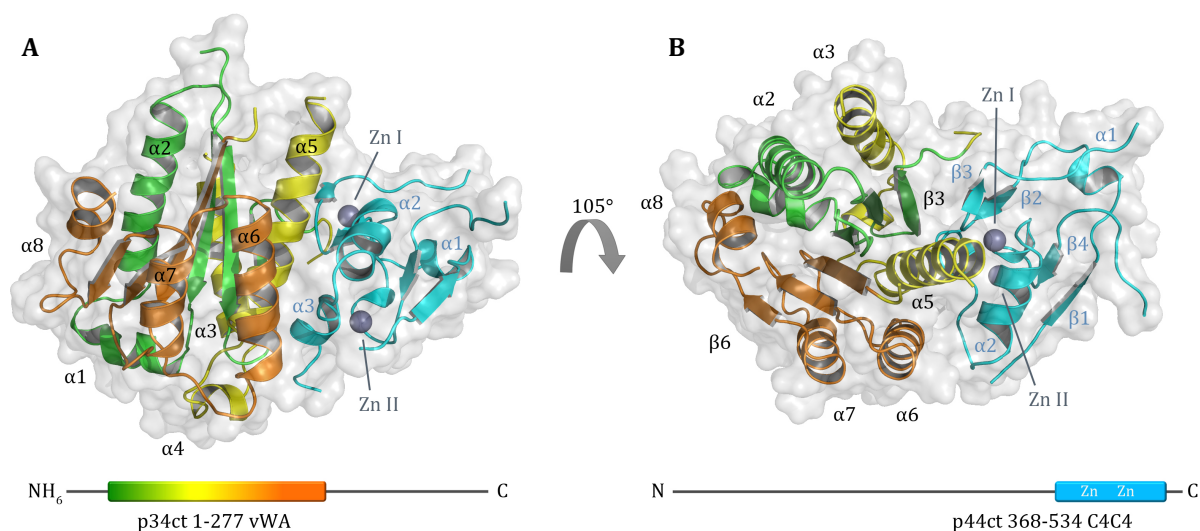 A
α2
α5
Zn I
α2
α1
α8
α6
α7
α3
α3
α1
Zn II
α4
105°
B
α3
Zn I
α2
α1
β3
α8
β3
β2
β4
α5
β1
β6
α2
Zn II
α7
α6
NH6 C
p34ct 1-277 vWA
N Zn Zn C
p44ct 368-534 C4C4